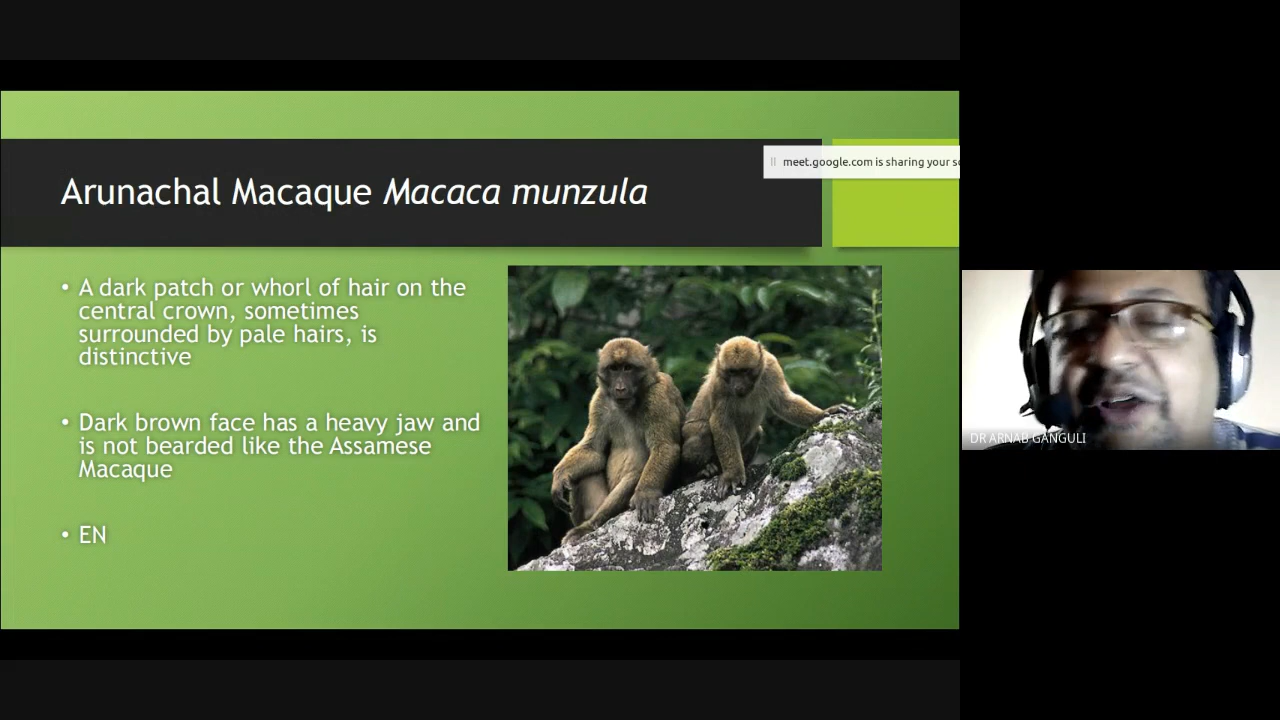 Arunachal Macaque Macaca munzula
meet.google.com is sharing your s
• A dark patch or whorl of hair on the
central crown, sometimes
surrounded by pale hairs, is
distinctive
• Dark brown face has a heavy jaw and
is not bearded like the Assamese
Macaque
• EN
DR ARNAB GANGULI